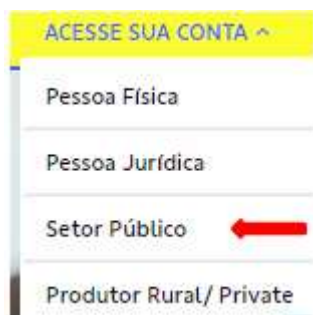 ACESSE SUA CONTA ^
Pessoa Física
Pessoa Jurídica
Setor Público
Produtor Rural/ Private